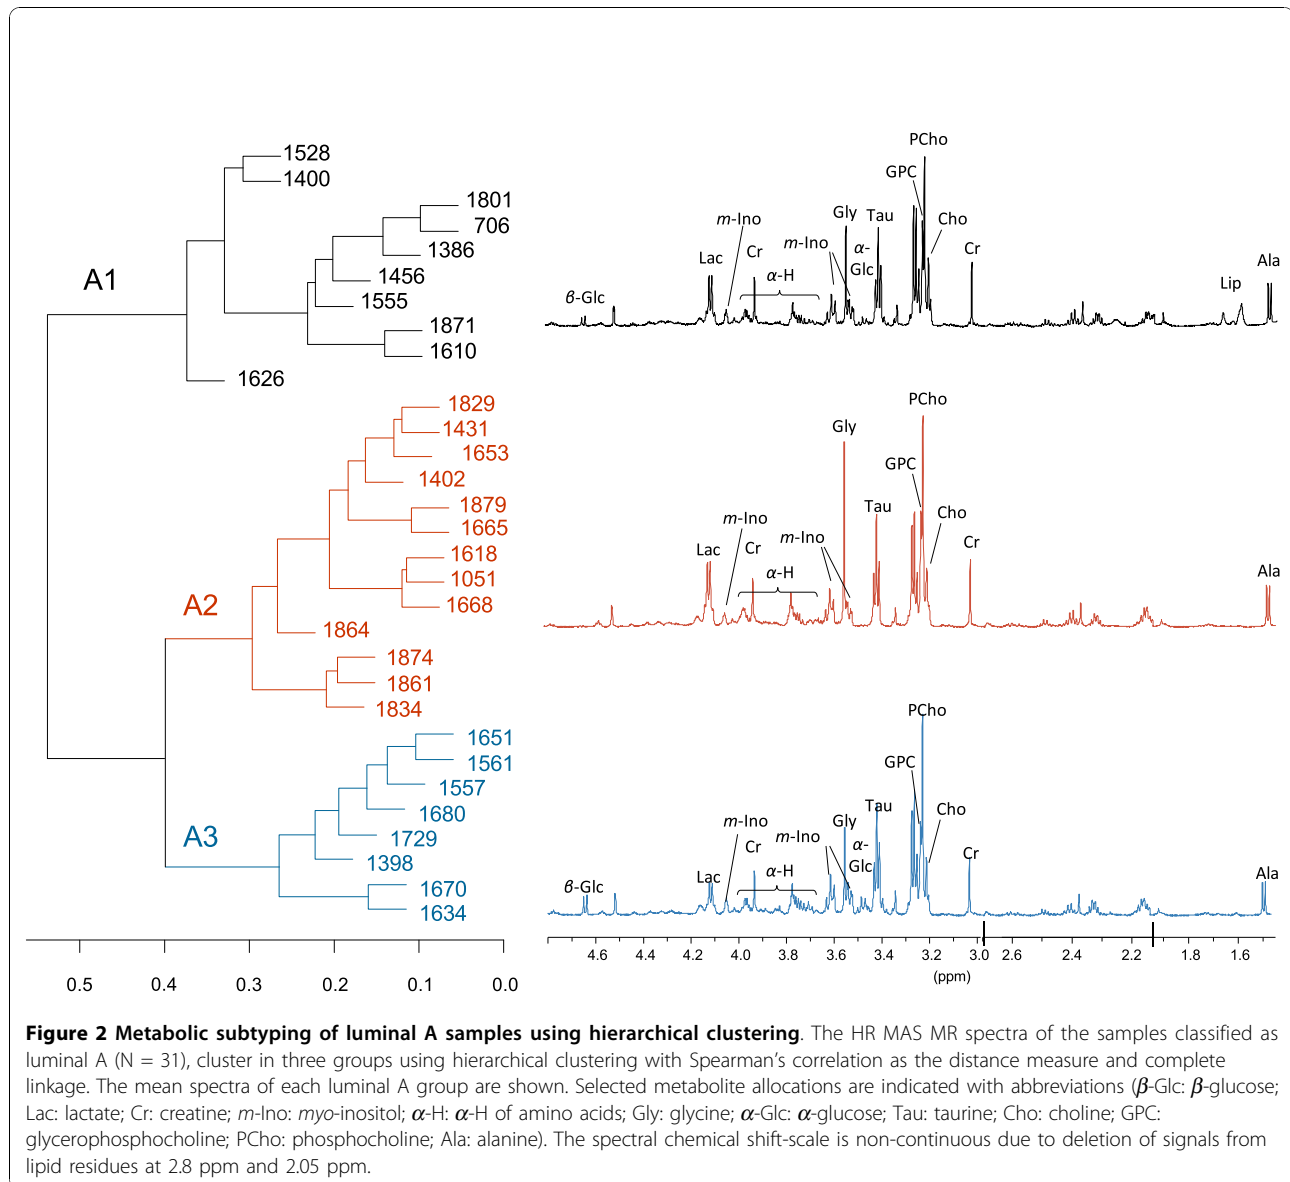 1528
1400
1801
706
1386
1456
1555
1871
1610
1626
A1
1829
1431
1653
1402
1879
1665
1618
1051
1668
1864
1874
1861
1834
A2
1651
1561
1557
1680
1729
1398
1670
1634
A3
0.5 0.4 0.3 0.2 0.1 0.0
PCho
GPC
Gly Tau Cho
m-Ino
m-Ino α-Glc
Lac Cr α-H Cr
β-Glc Lip Ala
PCho
Gly
GPC
Tau Cho
m-Ino m-Ino
Lac Cr α-H Cr
Ala
PCho
GPC
Tau Cho
m-Ino m-Ino Gly
Cr α-Glc Cr
Lac α-H Ala
β-Glc
4.6 4.4 4.2 4.0 3.8 3.6 3.4 3.2 3.0 2.6 2.4 2.2 1.8 1.6
(ppm)
Figure 2 Metabolic subtyping of luminal A samples using hierarchical clustering. The HR MAS MR spectra of the samples classified as
luminal A (N = 31), cluster in three groups using hierarchical clustering with Spearman's correlation as the distance measure and complete
linkage. The mean spectra of each luminal A group are shown. Selected metabolite allocations are indicated with abbreviations (β-Glc: β-glucose;
Lac: lactate; Cr: creatine; m-Ino: myo-inositol; α-H: α-H of amino acids; Gly: glycine; α-Glc: α-glucose; Tau: taurine; Cho: choline; GPC:
glycerophosphocholine; PCho: phosphocholine; Ala: alanine). The spectral chemical shift-scale is non-continuous due to deletion of signals from
lipid residues at 2.8 ppm and 2.05 ppm.